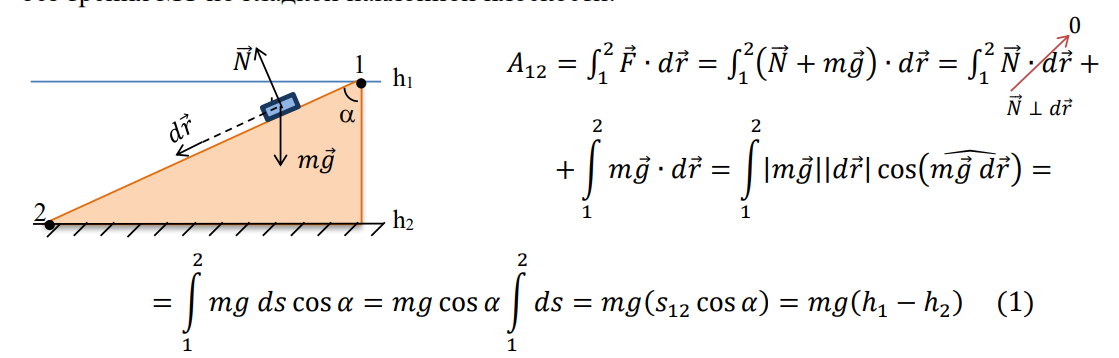 0
A₁₂ = ∫₁² F⃗ · dr⃗ = ∫₁² (N⃗ + mg⃗) · dr⃗ = ∫₁² N⃗ · dr⃗ +
N⃗ ⊥ dr⃗
N⃗
1
h₁
α
dr⃗
mg⃗
2
h₂
+ ∫₁² mg⃗ · dr⃗ = ∫₁² |mg⃗||dr⃗| cos(mg⃗ dr⃗) =
= ∫₁² mg ds cos α = mg cos α ∫₁² ds = mg(s₁₂ cos α) = mg(h₁ − h₂) (1)